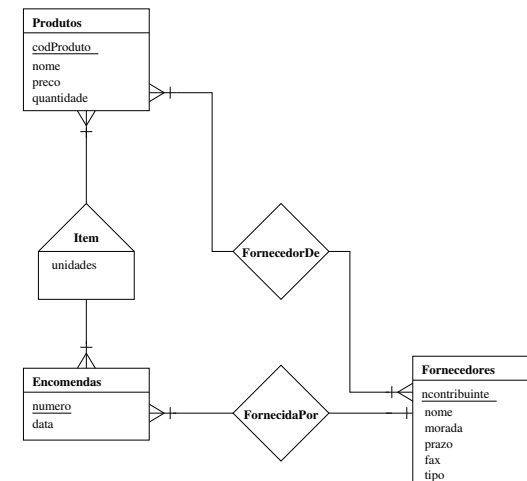 Produtos
codProduto
nome
preco
quantidade
Item
unidades
FornecedorDe
Encomendas
numero
data
FornecidaPor
Fornecedores
ncontribuinte
nome
morada
prazo
fax
tipo